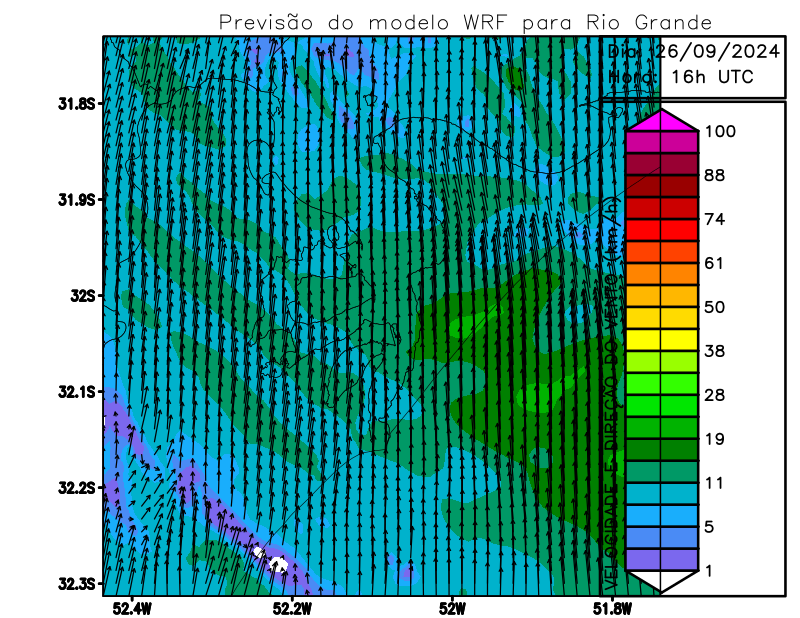 Previsão do modelo WRF para Rio Grande
Dia: 26/09/2024
Hora: 16h UTC
31.8S
31.9S
32S
32.1S
32.2S
32.3S
52.4W
52.2W
52W
51.8W
VELOCIDADE E DIREÇAO DO VENTO (km/h)
100
88
74
61
50
38
28
19
11
5
1